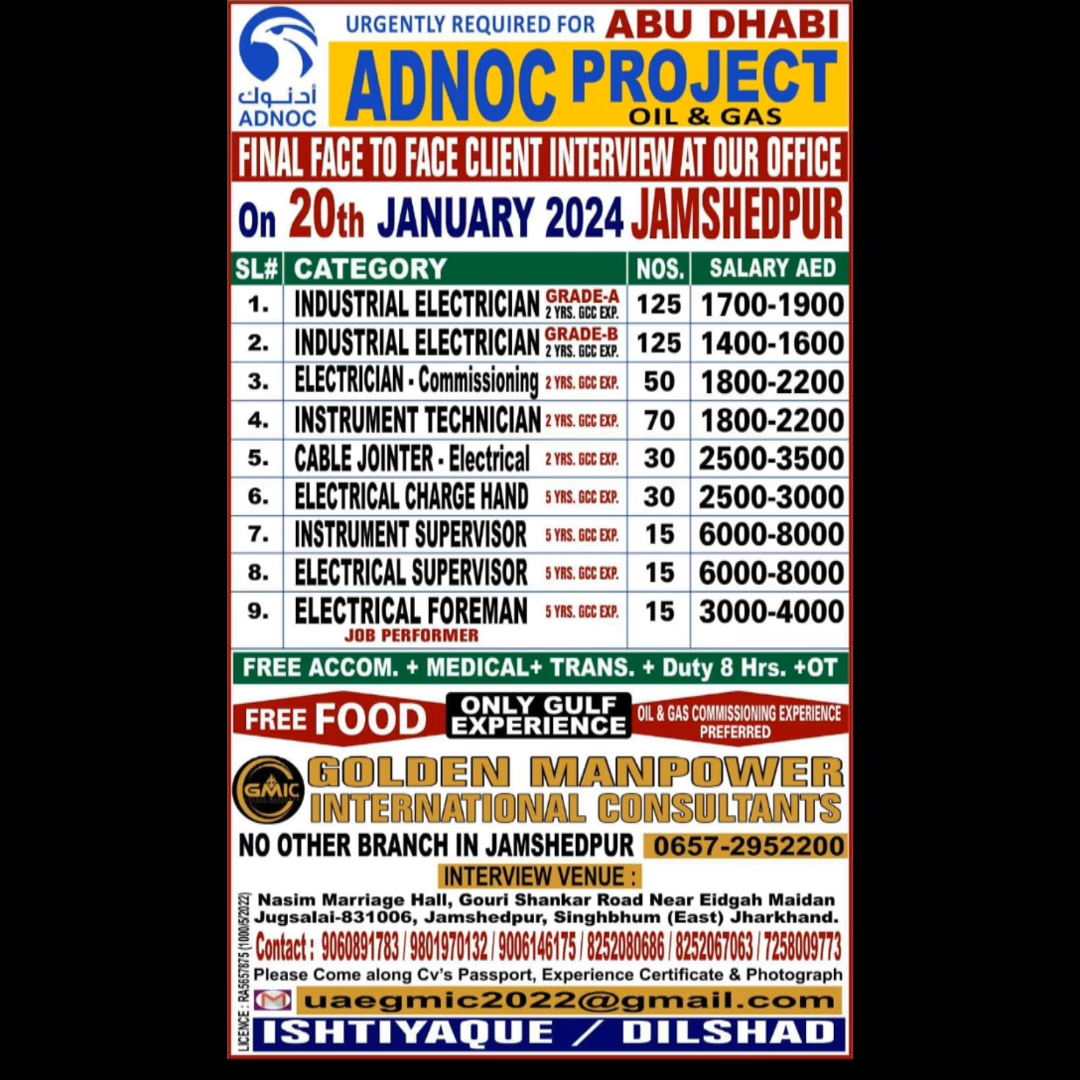 أدنوك
ADNOC
URGENTLY REQUIRED FOR ABU DHABI
ADNOC PROJECT
OIL & GAS
FINAL FACE TO FACE CLIENT INTERVIEW AT OUR OFFICE
On 20th JANUARY 2024 JAMSHEDPUR
SL# CATEGORY NOS. SALARY AED
1. INDUSTRIAL ELECTRICIAN GRADE-A 2 YRS. GCC EXP. 125 1700-1900
2. INDUSTRIAL ELECTRICIAN GRADE-B 2 YRS. GCC EXP. 125 1400-1600
3. ELECTRICIAN - Commissioning 2 YRS. GCC EXP. 50 1800-2200
4. INSTRUMENT TECHNICIAN 2 YRS. GCC EXP. 70 1800-2200
5. CABLE JOINTER - Electrical 2 YRS. GCC EXP. 30 2500-3500
6. ELECTRICAL CHARGE HAND 5 YRS. GCC EXP. 30 2500-3000
7. INSTRUMENT SUPERVISOR 5 YRS. GCC EXP. 15 6000-8000
8. ELECTRICAL SUPERVISOR 5 YRS. GCC EXP. 15 6000-8000
9. ELECTRICAL FOREMAN 5 YRS. GCC EXP. 15 3000-4000
JOB PERFORMER
FREE ACCOM. + MEDICAL+ TRANS. + Duty 8 Hrs. +OT
FREE FOOD
ONLY GULF
EXPERIENCE
OIL & GAS COMMISSIONING EXPERIENCE
PREFERRED
GMIC
GOLDEN MANPOWER
INTERNATIONAL CONSULTANTS
NO OTHER BRANCH IN JAMSHEDPUR 0657-2952200
INTERVIEW VENUE :
Nasim Marriage Hall, Gouri Shankar Road Near Eidgah Maidan
Jugsalai-831006, Jamshedpur, Singhbhum (East) Jharkhand.
Contact : 9060891783 / 9801970132 / 9006146175 / 8252080686 / 8252067063 / 7258009773
Please Come along Cv's Passport, Experience Certificate & Photograph
uaegmic2022@gmail.com
ISHTIYAQUE / DILSHAD
LICENCE : RA5657875 (1000/5/2022)